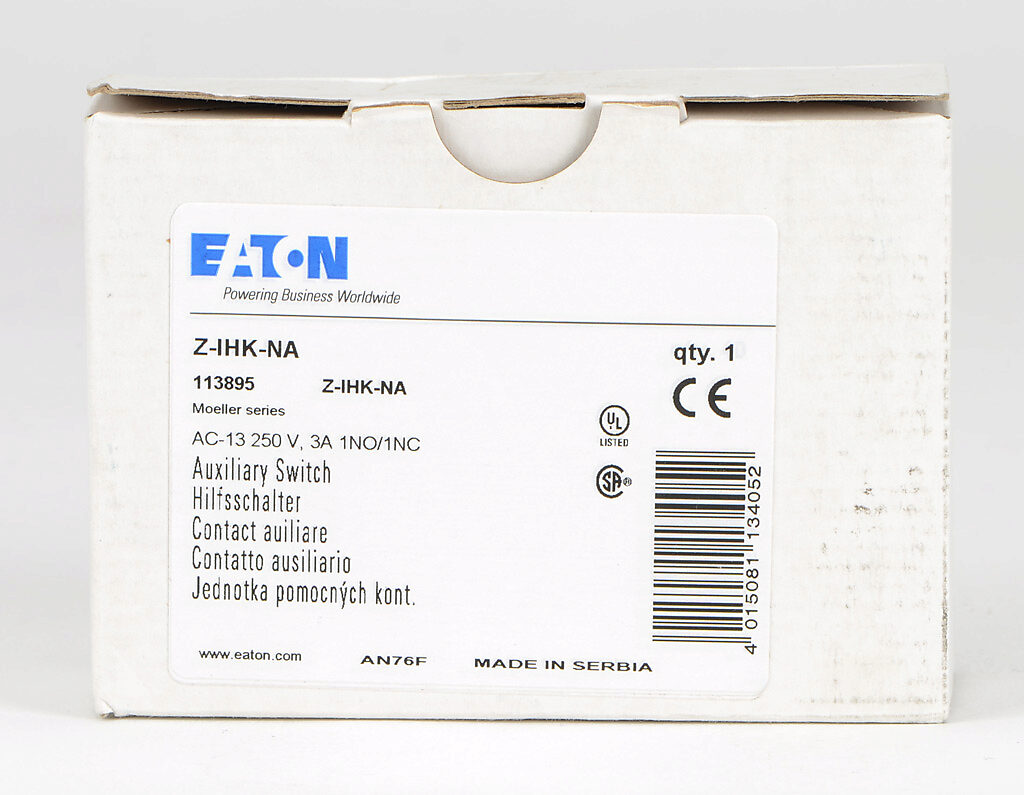 EATON
Powering Business Worldwide
Z-IHK-NA
qty. 1
113895 Z-IHK-NA
Moeller series
CE
UL
LISTED
AC-13 250 V, 3A 1NO/1NC
Auxiliary Switch
SA
Hilfsschalter
Contact auiliare
Contatto ausiliario
Jednotka pomocných kont.
4 015081 134052
www.eaton.com AN76F MADE IN SERBIA